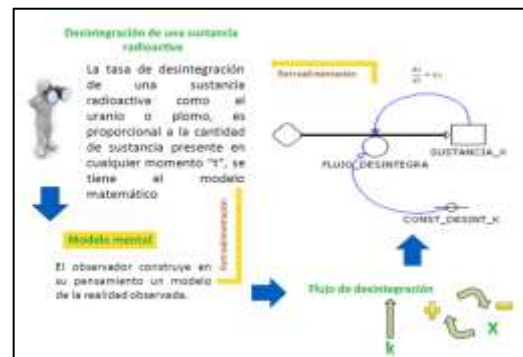 Desintegración de una sustancia
radioactiva
La tasa de desintegración
de una sustancia
radioactiva como el
uranio o plomo, es
proporcional a la cantidad
de sustancia presente en
cualquier momento "t", se
tiene el modelo
matemático
Modelo mental
El observador construye en
su pensamiento un modelo
de la realidad observada.
Retroalimentación
Retroalimentación
SUSTANCIA_X
FLUJO_DESINTEGRA
CONST_DESINT_K
Flujo de desintegración
k
X